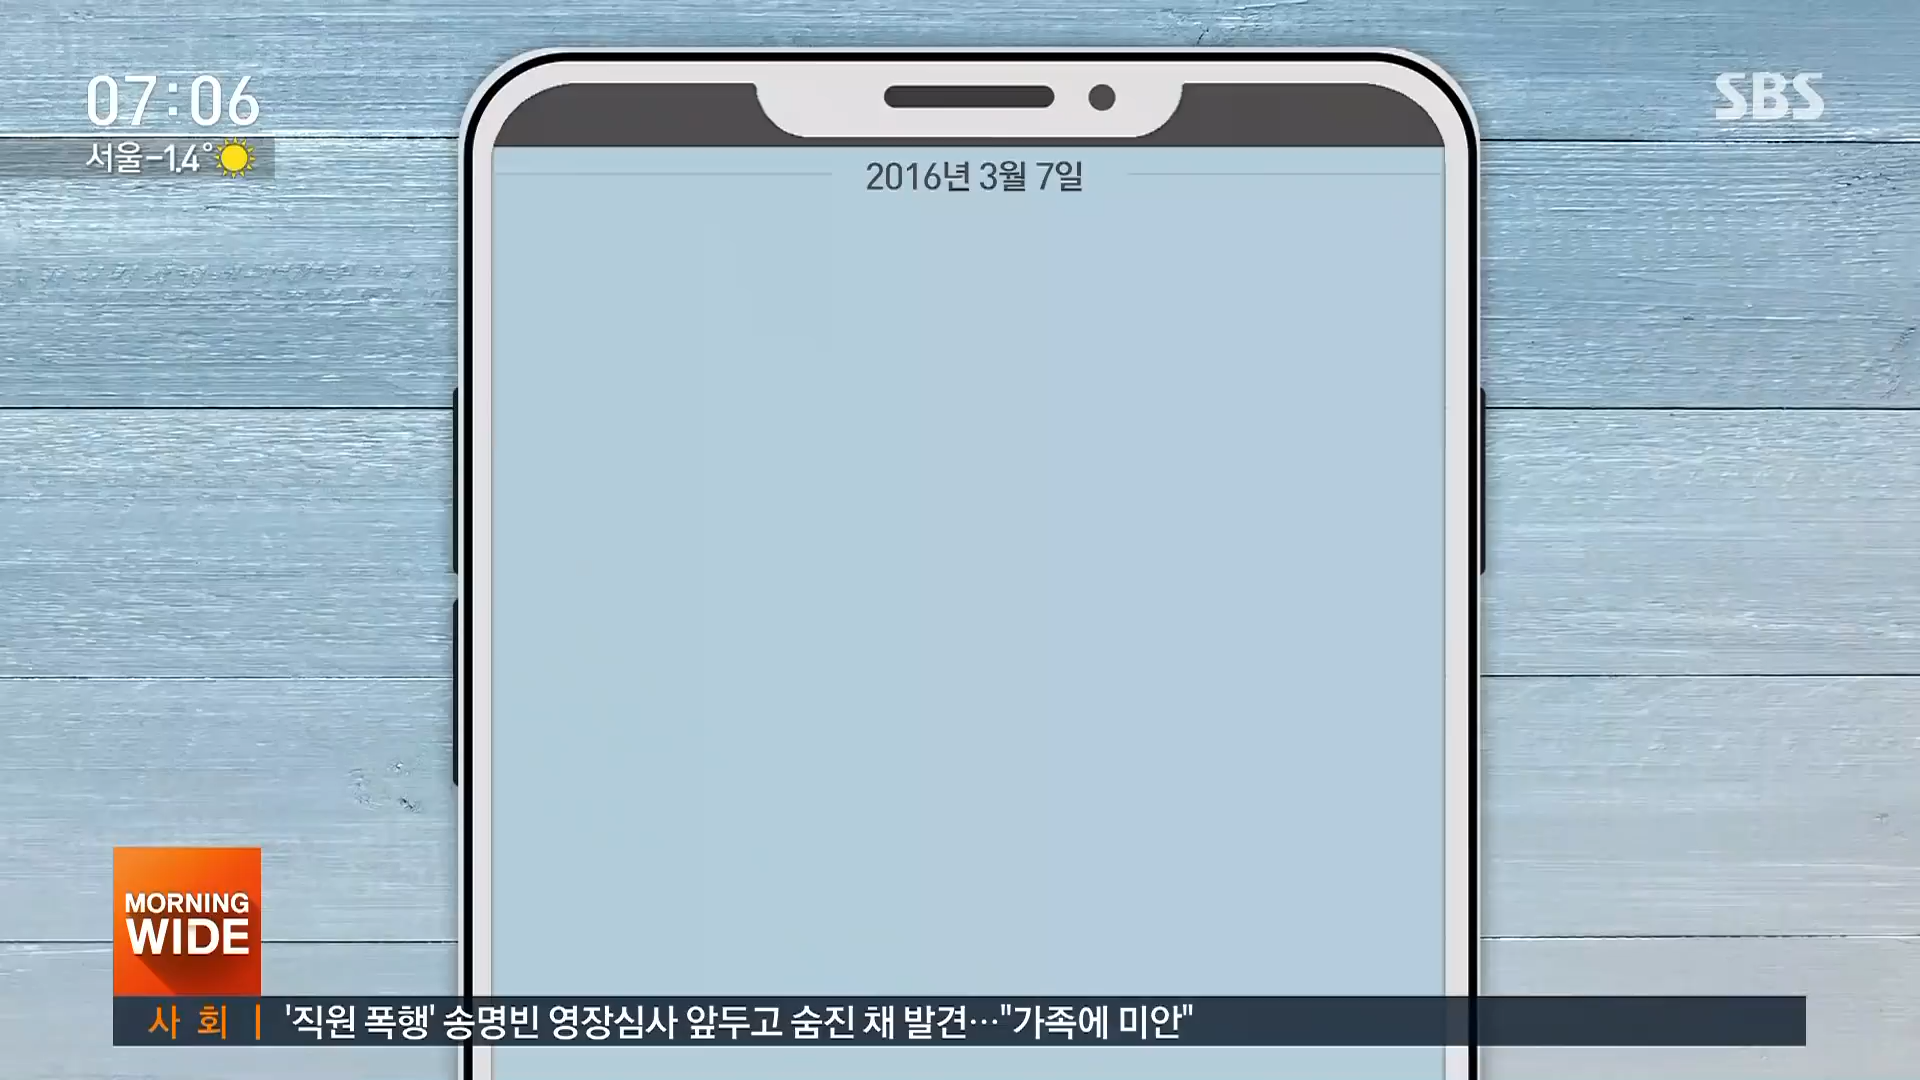 07:06
SBS
서울 -1.4°
2016년 3월 7일
MORNING
WIDE
사 회 | '직원 폭행' 송명빈 영장심사 앞두고 숨진 채 발견…"가족에 미안"